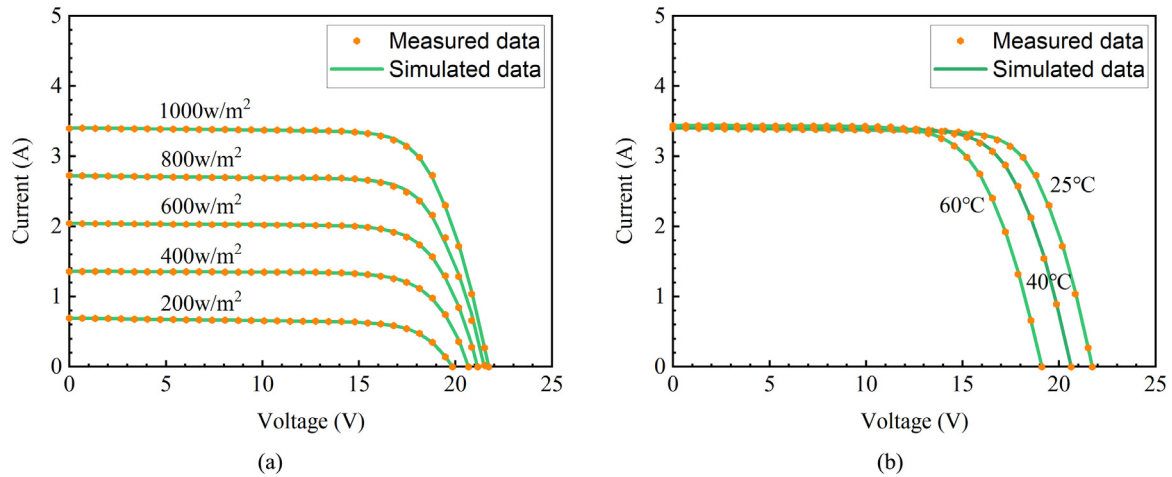 5
4
3
2
1
0
Current (A)
Measured data
Simulated data
1000w/m²
800w/m²
600w/m²
400w/m²
200w/m²
0 5 10 15 20 25
Voltage (V)
(a)
5
4
3
2
1
0
Current (A)
Measured data
Simulated data
25℃
60℃
40℃
0 5 10 15 20 25
Voltage (V)
(b)